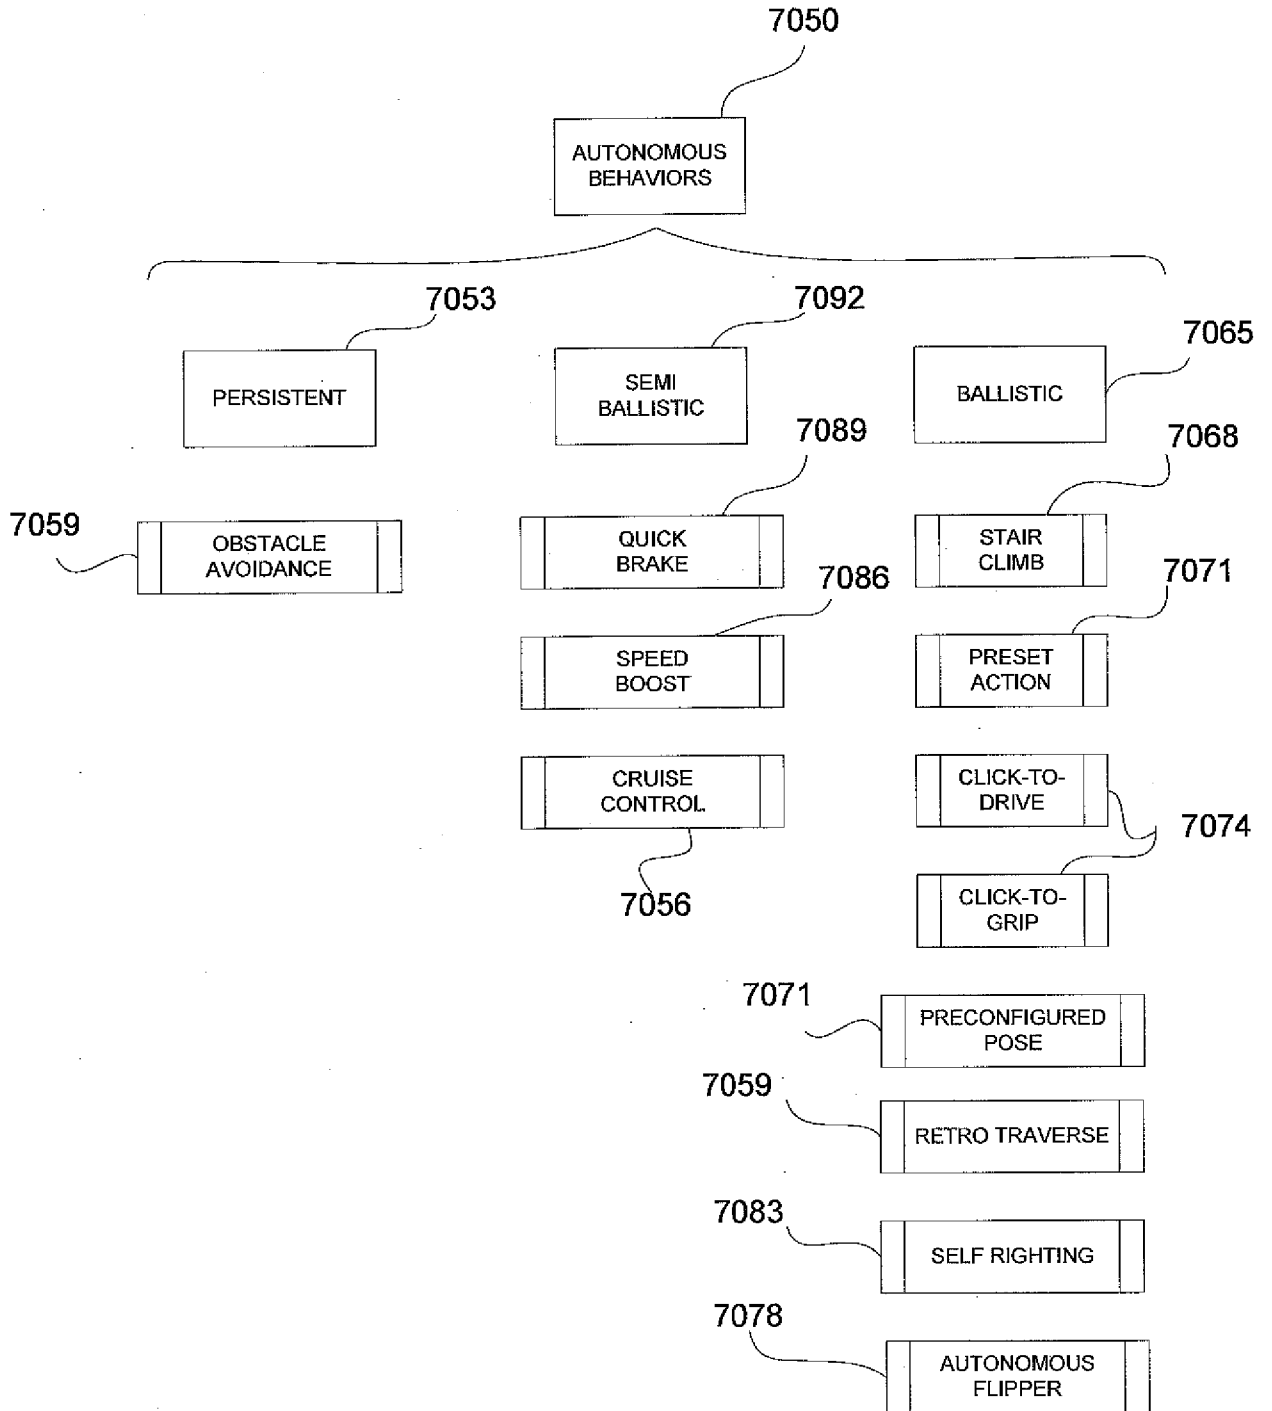 7050
AUTONOMOUS
BEHAVIORS
7053
7092
7065
PERSISTENT
SEMI
BALLISTIC
BALLISTIC
7089
7068
7059
OBSTACLE
AVOIDANCE
QUICK
BRAKE
STAIR
CLIMB
7086
7071
SPEED
BOOST
PRESET
ACTION
CRUISE
CONTROL
CLICK-TO-
DRIVE
7074
7056
CLICK-TO-
GRIP
7071
PRECONFIGURED
POSE
7059
RETRO TRAVERSE
7083
SELF RIGHTING
7078
AUTONOMOUS
FLIPPER